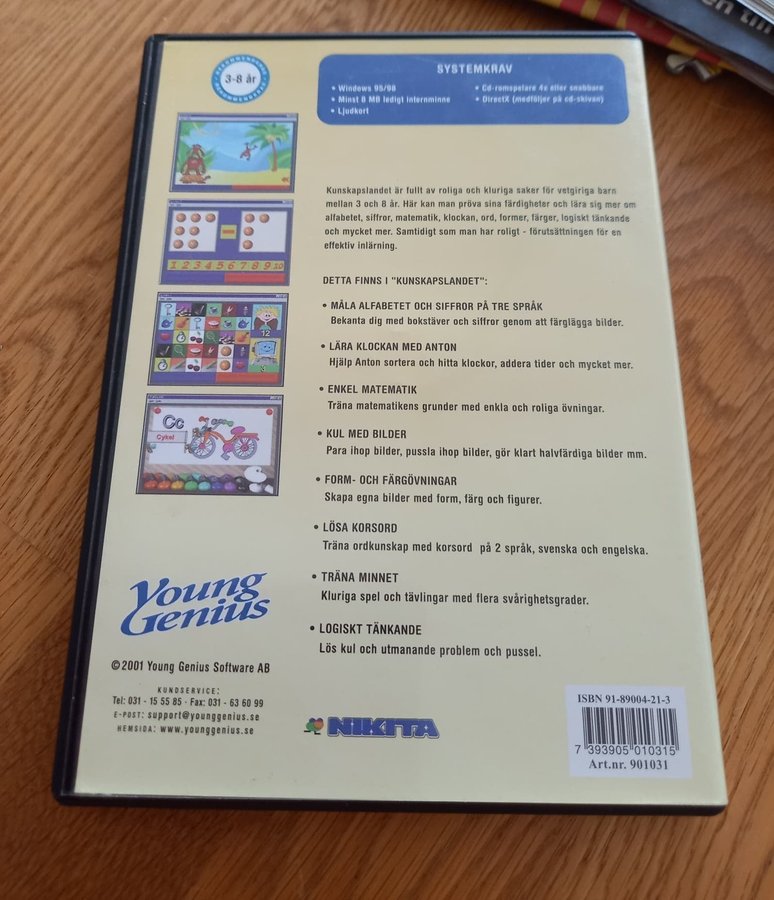 REKOMMENDERAS
3-8 år
REKOMMENDERAS
SYSTEMKRAV
• Windows 95/98
• Minst 8 MB ledigt internminne
• Ljudkort
• Cd-romspelare 4x eller snabbare
• DirectX (medföljer på cd-skivan)
Kunskapslandet är fullt av roliga och kluriga saker för vetgiriga barn
mellan 3 och 8 år. Här kan man pröva sina färdigheter och lära sig mer om
alfabetet, siffror, matematik, klockan, ord, former, färger, logiskt tänkande
och mycket mer. Samtidigt som man har roligt - förutsättningen för en
effektiv inlärning.
DETTA FINNS I "KUNSKAPSLANDET":
• MÅLA ALFABETET OCH SIFFROR PÅ TRE SPRÅK
Bekanta dig med bokstäver och siffror genom att färglägga bilder.
• LÄRA KLOCKAN MED ANTON
Hjälp Anton sortera och hitta klockor, addera tider och mycket mer.
• ENKEL MATEMATIK
Träna matematikens grunder med enkla och roliga övningar.
• KUL MED BILDER
Para ihop bilder, pussla ihop bilder, gör klart halvfärdiga bilder mm.
• FORM- OCH FÄRGÖVNINGAR
Skapa egna bilder med form, färg och figurer.
• LÖSA KORSORD
Träna ordkunskap med korsord på 2 språk, svenska och engelska.
• TRÄNA MINNET
Kluriga spel och tävlingar med flera svårighetsgrader.
• LOGISKT TÄNKANDE
Lös kul och utmanande problem och pussel.
1 2 3 4 5 6 7 8 9 10
12
Cc
Cykel
Young
Genius
©2001 Young Genius Software AB
KUNDSERVICE:
Tel: 031 - 15 55 85 · Fax: 031 - 63 60 99
E-POST: support@younggenius.se
HEMSIDA: www.younggenius.se
NIKITA
ISBN 91-89004-21-3
7 393905 010315
Art.nr. 901031